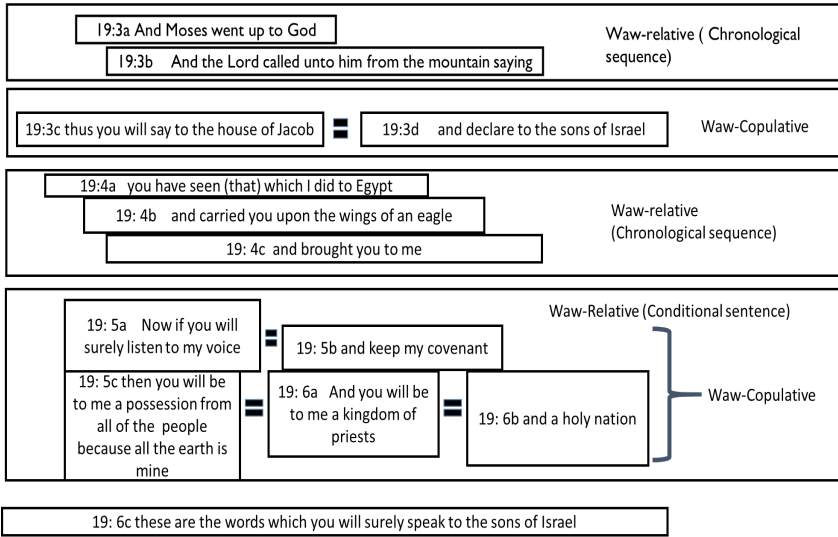 19:3a And Moses went up to God
19:3b And the Lord called unto him from the mountain saying
Waw-relative ( Chronological
sequence)
19:3c thus you will say to the house of Jacob = 19:3d and declare to the sons of Israel
Waw-Copulative
19:4a you have seen (that) which I did to Egypt
19: 4b and carried you upon the wings of an eagle
19: 4c and brought you to me
Waw-relative
(Chronological sequence)
Waw-Relative (Conditional sentence)
19: 5a Now if you will
surely listen to my voice
=
19: 5b and keep my covenant
19: 5c then you will be
to me a possession from
all of the people
because all the earth is
mine
=
19: 6a And you will be
to me a kingdom of
priests
=
19: 6b and a holy nation
Waw-Copulative
19: 6c these are the words which you will surely speak to the sons of Israel